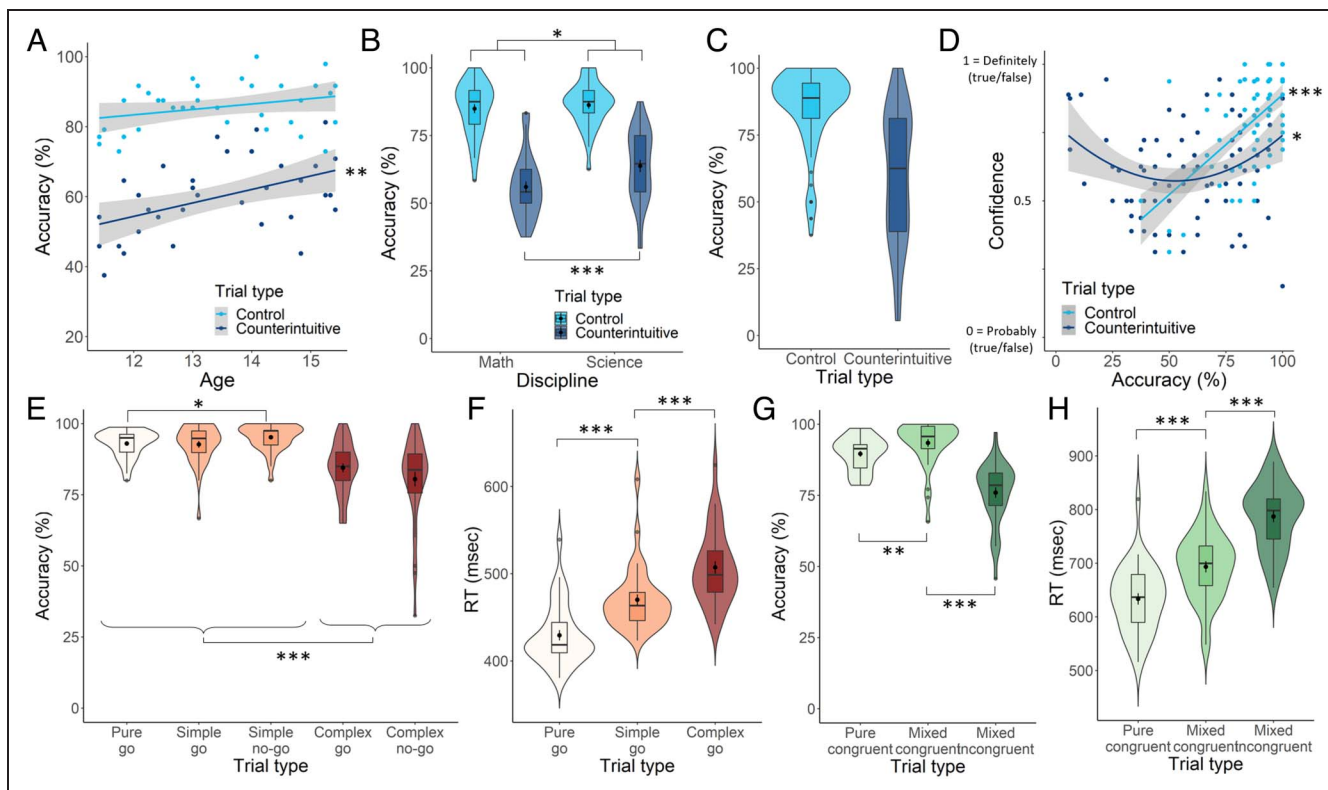 A
Accuracy (%)
100
80
60
40
20
**
Trial type
Control
Counterintuitive
12 13 14 15
Age
B
Accuracy (%)
100
75
50
25
0
*
***
Trial type
Control
Counterintuitive
Math Science
Discipline
C
Accuracy (%)
100
75
50
25
0
Control Counterintuitive
Trial type
D
1 = Definitely
(true/false)
Confidence
0.5
0 = Probably
(true/false)
***
*
Trial type
Control
Counterintuitive
0 25 50 75 100
Accuracy (%)
E
Accuracy (%)
100
75
50
25
0
*
***
Pure Simple Simple Complex Complex
go go no-go go no-go
Trial type
F
RT (msec)
600
500
400
***
***
Pure Simple Complex
go go go
Trial type
G
Accuracy (%)
100
75
50
25
0
**
***
Pure Mixed Mixed
congruent congruent incongruent
Trial type
H
RT (msec)
900
800
700
600
500
***
***
Pure Mixed Mixed
congruent congruent incongruent
Trial type